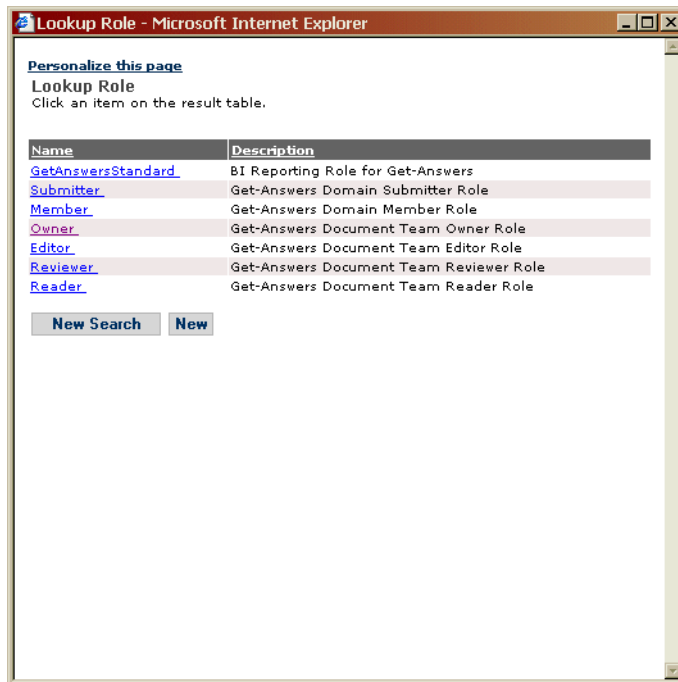 Lookup Role - Microsoft Internet Explorer
Personalize this page
Lookup Role
Click an item on the result table.
Name Description
GetAnswersStandard BI Reporting Role for Get-Answers
Submitter Get-Answers Domain Submitter Role
Member Get-Answers Domain Member Role
Owner Get-Answers Document Team Owner Role
Editor Get-Answers Document Team Editor Role
Reviewer Get-Answers Document Team Reviewer Role
Reader Get-Answers Document Team Reader Role
New Search New